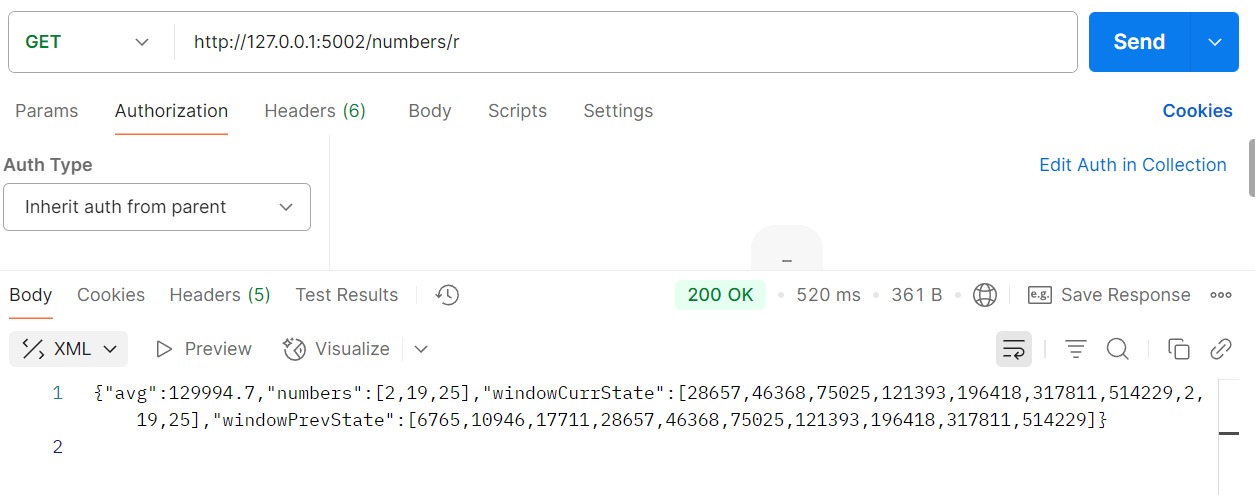 GET http://127.0.0.1:5002/numbers/r Send
Params Authorization Headers (6) Body Scripts Settings Cookies
Auth Type Edit Auth in Collection
Inherit auth from parent
Body Cookies Headers (5) Test Results 200 OK • 520 ms • 361 B • e.g. Save Response
XML Preview Visualize
1 {"avg":129994.7,"numbers":[2,19,25],"windowCurrState":[28657,46368,75025,121393,196418,317811,514229,2,
19,25],"windowPrevState":[6765,10946,17711,28657,46368,75025,121393,196418,317811,514229]}
2